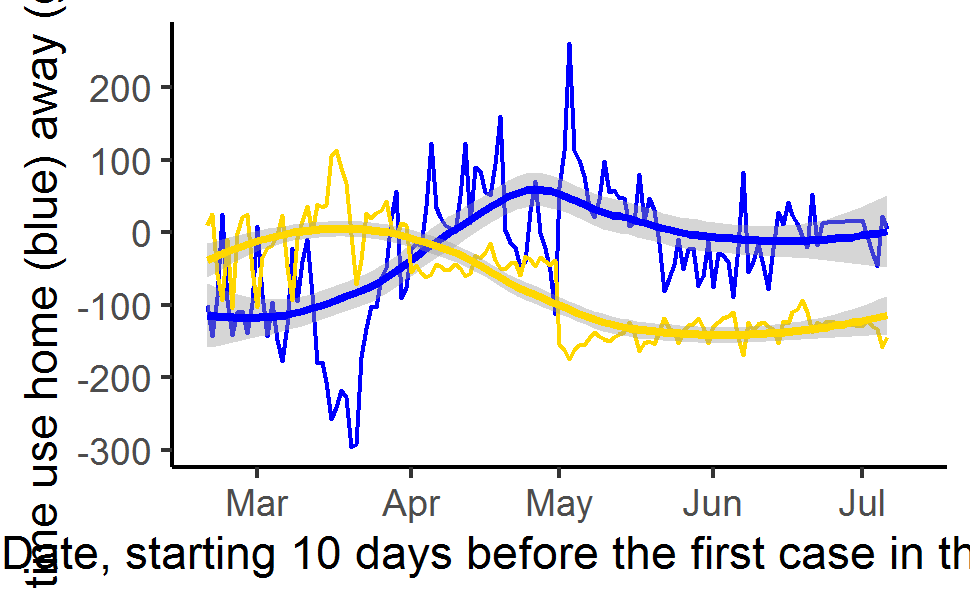 time use home (blue) away (
200
100
0
-100
-200
-300
Mar Apr May Jun Jul
Date, starting 10 days before the first case in th